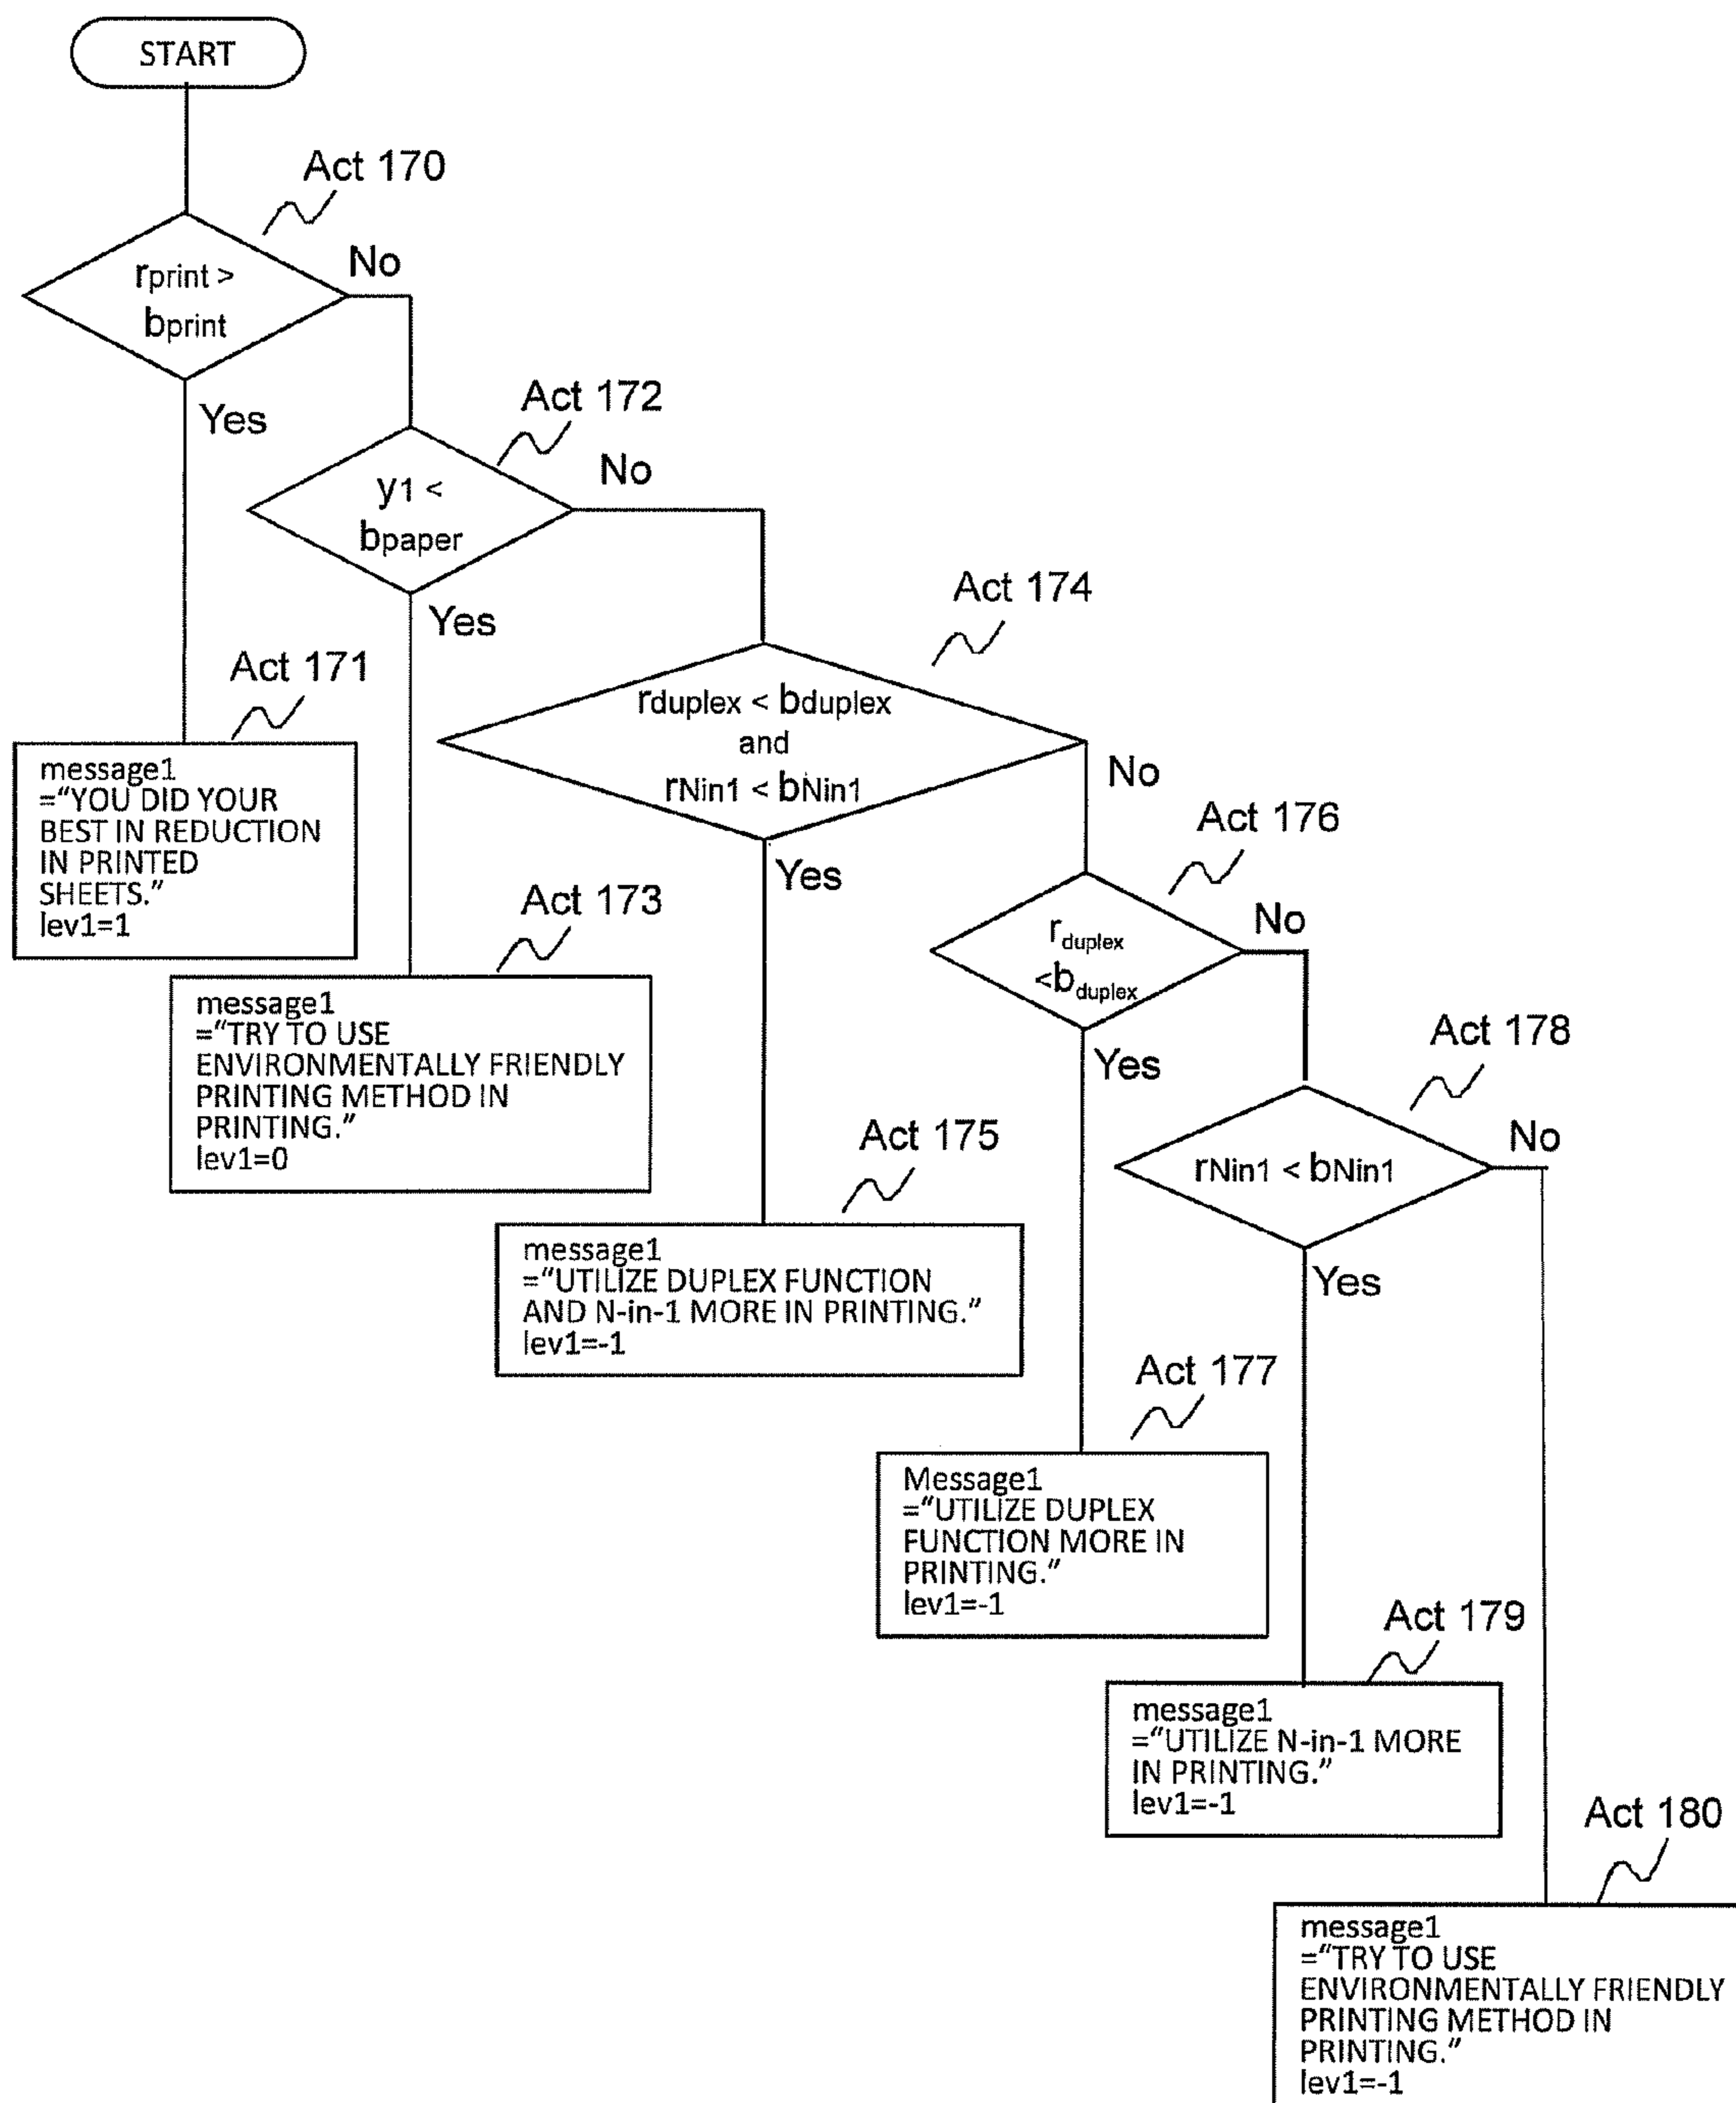 START
Act 170
rprint >
bprint
No
Yes
Act 172
y1 <
bpaper
No
Yes
Act 174
rduplex < bduplex
and
rNin1 < bNin1
No
Yes
Act 171
message1
="YOU DID YOUR
BEST IN REDUCTION
IN PRINTED
SHEETS."
lev1=1
Act 176
rduplex
<bduplex
No
Yes
Act 173
message1
="TRY TO USE
ENVIRONMENTALLY FRIENDLY
PRINTING METHOD IN
PRINTING."
lev1=0
Act 178
rNin1 < bNin1
No
Yes
Act 175
message1
="UTILIZE DUPLEX FUNCTION
AND N-in-1 MORE IN PRINTING."
lev1=-1
Act 177
Message1
="UTILIZE DUPLEX
FUNCTION MORE IN
PRINTING."
lev1=-1
Act 179
message1
="UTILIZE N-in-1 MORE
IN PRINTING."
lev1=-1
Act 180
message1
="TRY TO USE
ENVIRONMENTALLY FRIENDLY
PRINTING METHOD IN
PRINTING."
lev1=-1